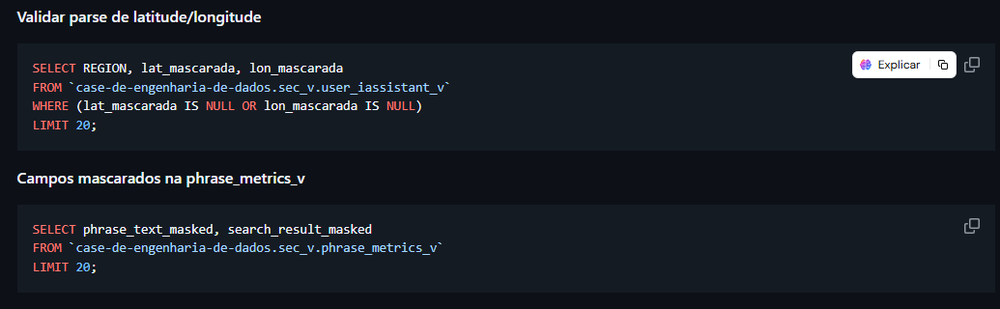 Validar parse de latitude/longitude
Explicar
SELECT REGION, lat_mascarada, lon_mascarada
FROM `case-de-engenharia-de-dados.sec_v.user_iassistant_v`
WHERE (lat_mascarada IS NULL OR lon_mascarada IS NULL)
LIMIT 20;
Campos mascarados na phrase_metrics_v
SELECT phrase_text_masked, search_result_masked
FROM `case-de-engenharia-de-dados.sec_v.phrase_metrics_v`
LIMIT 20;